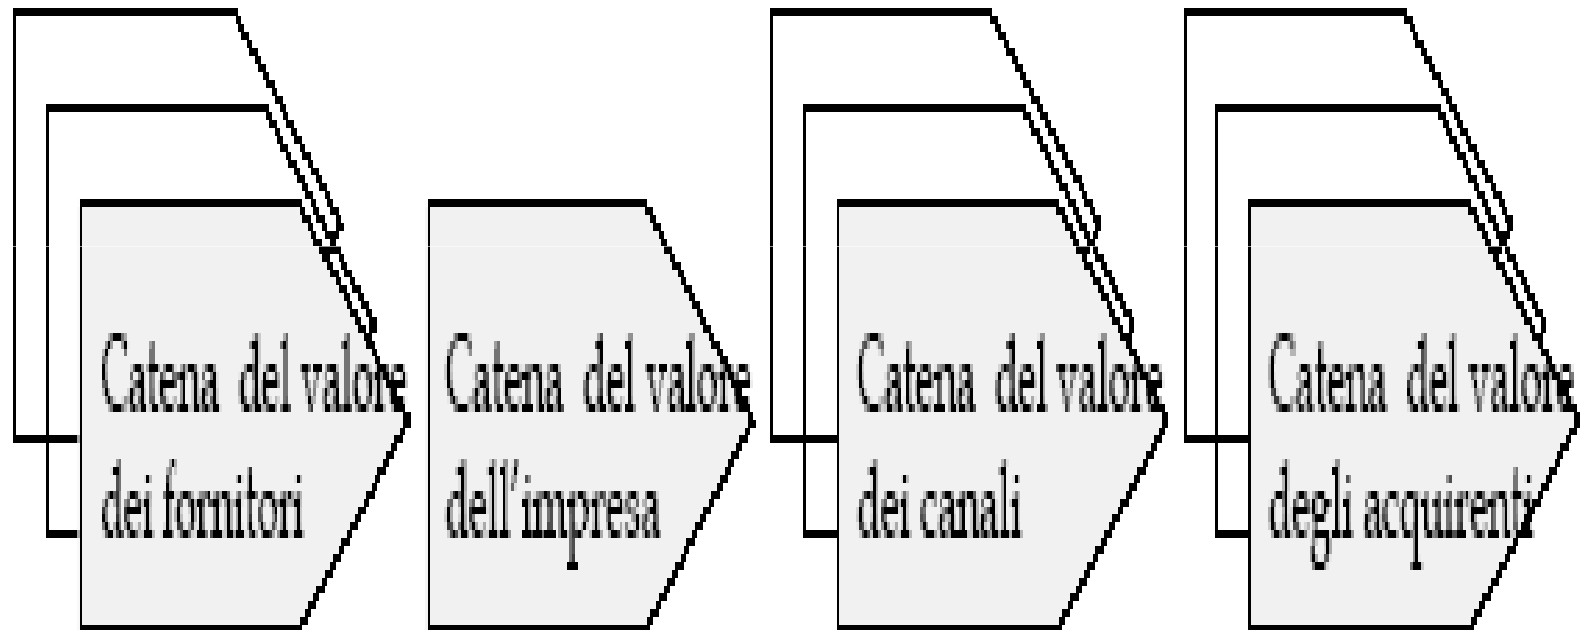 Catena del valore
dei fornitori
Catena del valore
dell'impresa
Catena del valore
dei canali
Catena del valore
degli acquirenti